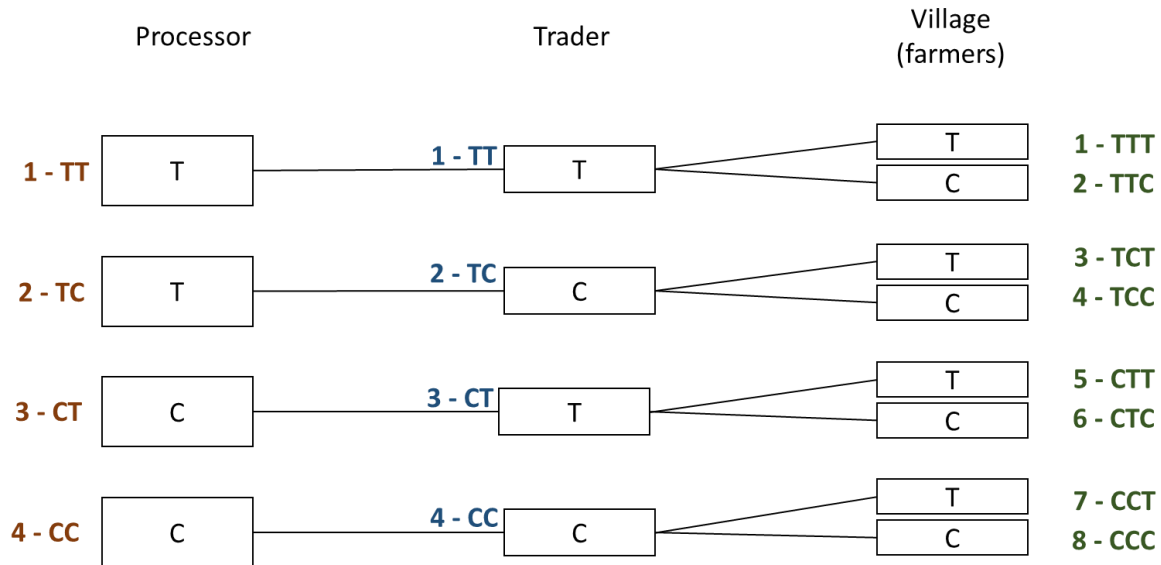 Processor
Trader
Village
(farmers)
1 - TT
T
1 - TT
T
T
C
1 - TTT
2 - TTC
2 - TC
T
2 - TC
C
T
C
3 - TCT
4 - TCC
3 - CT
C
3 - CT
T
T
C
5 - CTT
6 - CTC
4 - CC
C
4 - CC
C
T
C
7 - CCT
8 - CCC